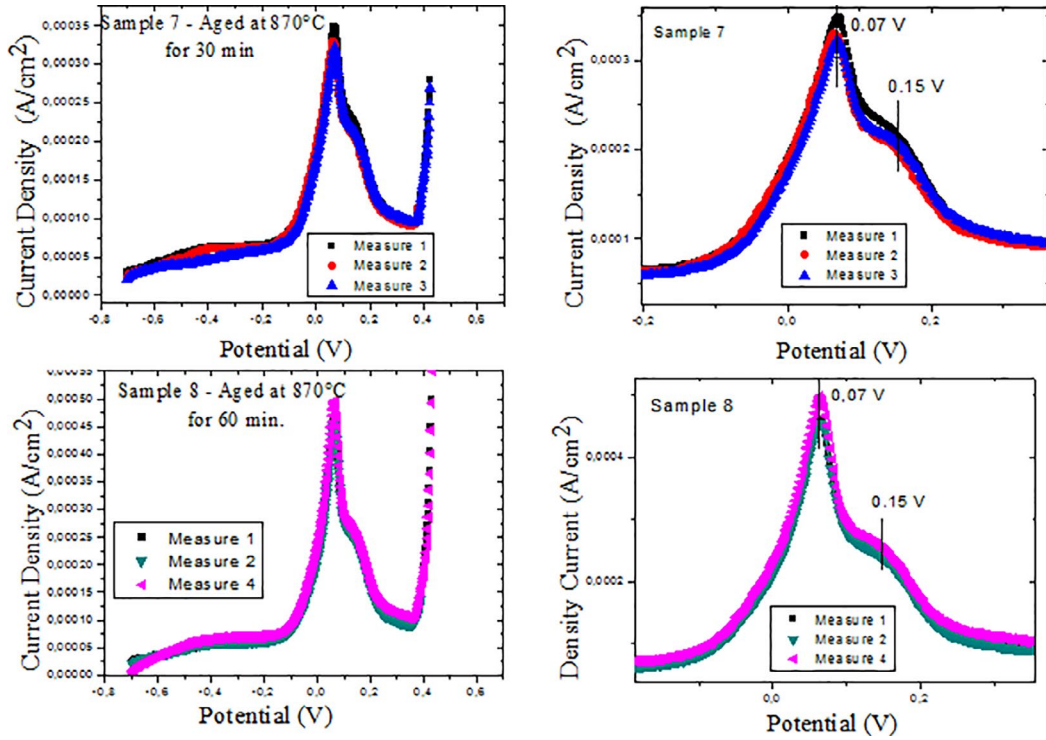 Sample 7 - Aged at 870°C
for 30 min
Current Density (A/cm²)
0,00035
0,00030
0,00025
0,00020
0,00015
0,00010
0,00005
0,00000
Measure 1
Measure 2
Measure 3
-0,8
-0,6
-0,4
-0,2
0,0
0,2
0,4
0,6
Potential (V)
Sample 7
0.07 V
0.15 V
Current Density (A/cm²)
0,0003
0,0002
0,0001
Measure 1
Measure 2
Measure 3
-0,2
0,0
0,2
Potential (V)
Sample 8 - Aged at 870°C
for 60 min.
Current Density (A/cm²)
0,00055
0,00050
0,00045
0,00040
0,00035
0,00030
0,00025
0,00020
0,00015
0,00010
0,00005
0,00000
Measure 1
Measure 2
Measure 4
-0,8
-0,6
-0,4
-0,2
0,0
0,2
0,4
0,6
Potential (V)
Sample 8
0,07 V
0.15 V
Density Current (A/cm²)
0,0004
0,0002
Measure 1
Measure 2
Measure 4
0,0
0,2
Potential (V)